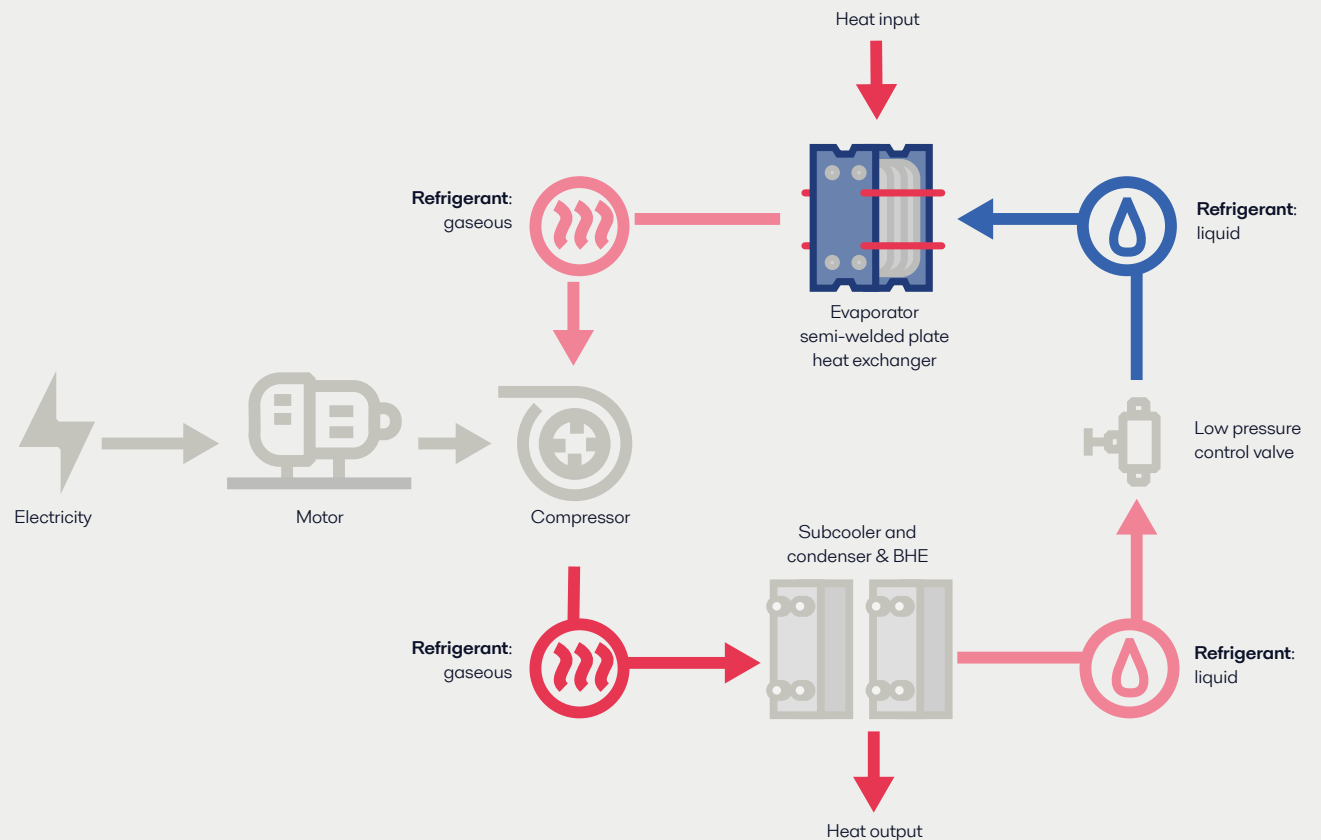 Heat input
Refrigerant:
gaseous
Refrigerant:
liquid
Evaporator
semi-welded plate
heat exchanger
Low pressure
control valve
Electricity
Motor
Compressor
Subcooler and
condenser & BHE
Refrigerant:
gaseous
Refrigerant:
liquid
Heat output